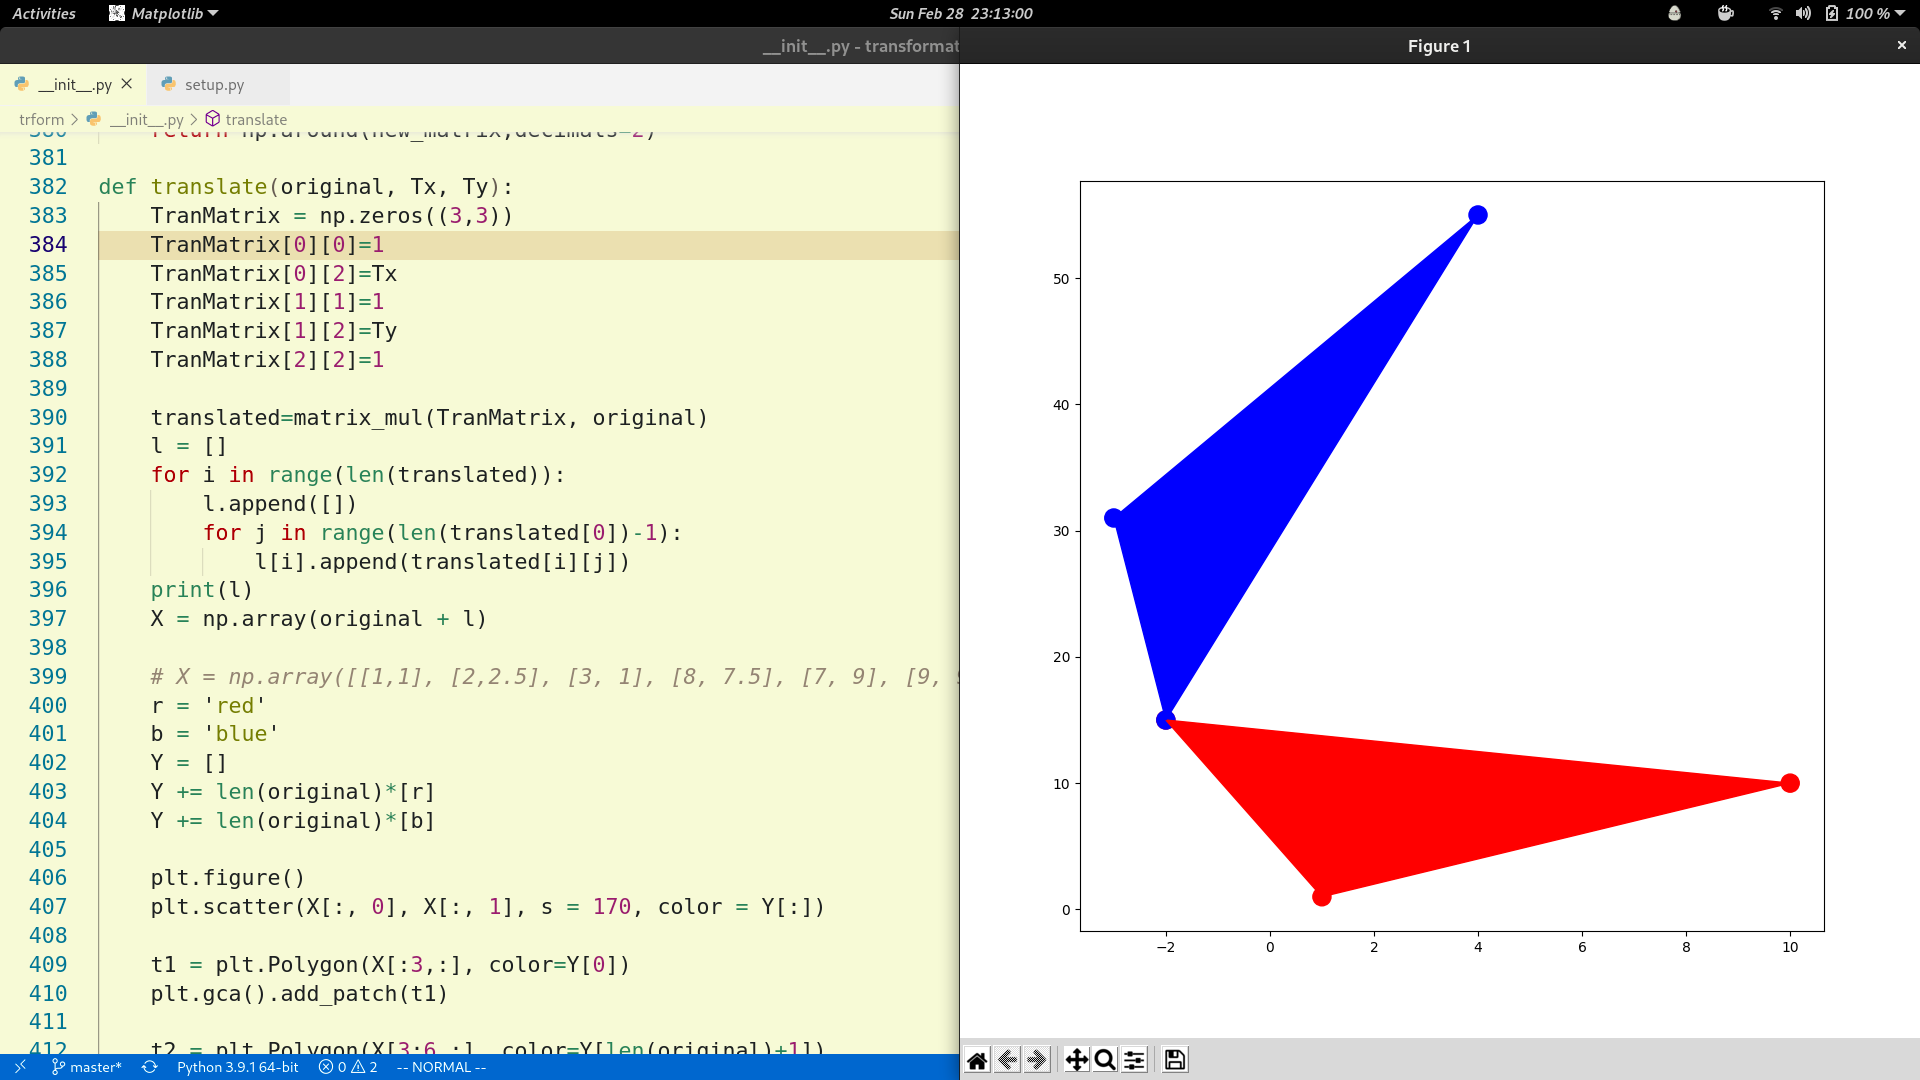 Activities Matplotlib Sun Feb 28 23:13:00 100 %
__init__.py - transformat
Figure 1
__init__.py setup.py
trform > __init__.py > translate
380 return np.around(new_matrix,decimals=2)
381
382 def translate(original, Tx, Ty):
383 TranMatrix = np.zeros((3,3))
384 TranMatrix[0][0]=1
385 TranMatrix[0][2]=Tx
386 TranMatrix[1][1]=1
387 TranMatrix[1][2]=Ty
388 TranMatrix[2][2]=1
389
390 translated=matrix_mul(TranMatrix, original)
391 l = []
392 for i in range(len(translated)):
393 l.append([])
394 for j in range(len(translated[0])-1):
395 l[i].append(translated[i][j])
396 print(l)
397 X = np.array(original + l)
398
399 # X = np.array([[1,1], [2,2.5], [3, 1], [8, 7.5], [7, 9], [9,
400 r = 'red'
401 b = 'blue'
402 Y = []
403 Y += len(original)*[r]
404 Y += len(original)*[b]
405
406 plt.figure()
407 plt.scatter(X[:, 0], X[:, 1], s = 170, color = Y[:])
408
409 t1 = plt.Polygon(X[:3,:], color=Y[0])
410 plt.gca().add_patch(t1)
411
412 t2 = plt.Polygon(X[3:6,:], color=Y[len(original)+1])
master* Python 3.9.1 64-bit 0 2 -- NORMAL --
50
40
30
20
10
0
−2 0 2 4 6 8 10